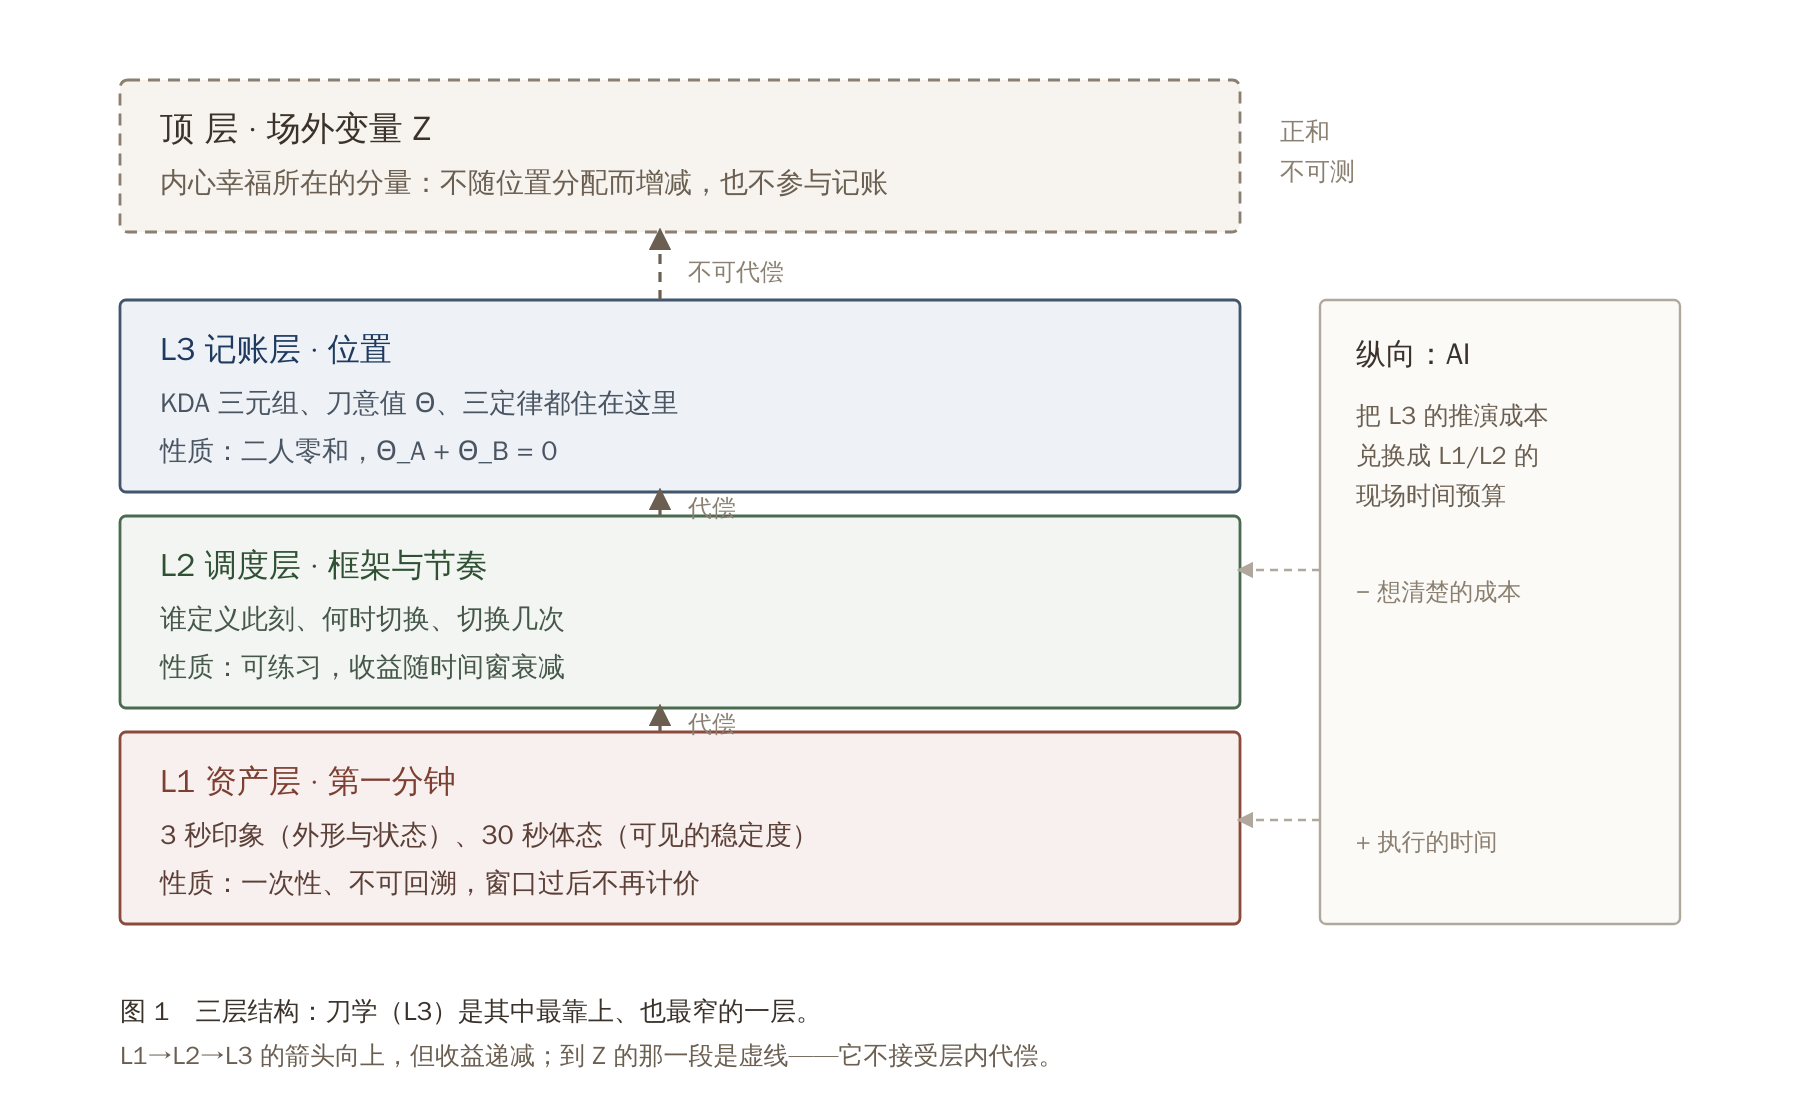 顶 层 · 场外变量 Z
内心幸福所在的分量：不随位置分配而增减，也不参与记账
正和
不可测
不可代偿
L3 记账层 · 位置
KDA 三元组、刀意值 Θ、三定律都住在这里
性质：二人零和，Θ_A + Θ_B = 0
代偿
L2 调度层 · 框架与节奏
谁定义此刻、何时切换、切换几次
性质：可练习，收益随时间窗衰减
代偿
L1 资产层 · 第一分钟
3 秒印象（外形与状态）、30 秒体态（可见的稳定度）
性质：一次性、不可回溯，窗口过后不再计价
纵向：AI
把 L3 的推演成本
兑换成 L1/L2 的
现场时间预算
− 想清楚的成本
+ 执行的时间
图 1 三层结构：刀学（L3）是其中最靠上、也最窄的一层。
L1→L2→L3 的箭头向上，但收益递减；到 Z 的那一段是虚线——它不接受层内代偿。